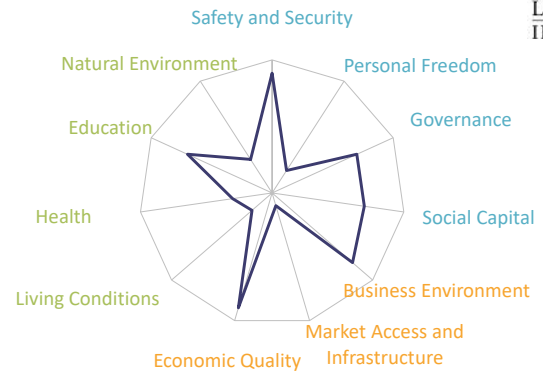 Safety and Security
Natural Environment
Personal Freedom
Education
Governance
Health
Social Capital
Living Conditions
Business Environment
Market Access and
Infrastructure
Economic Quality